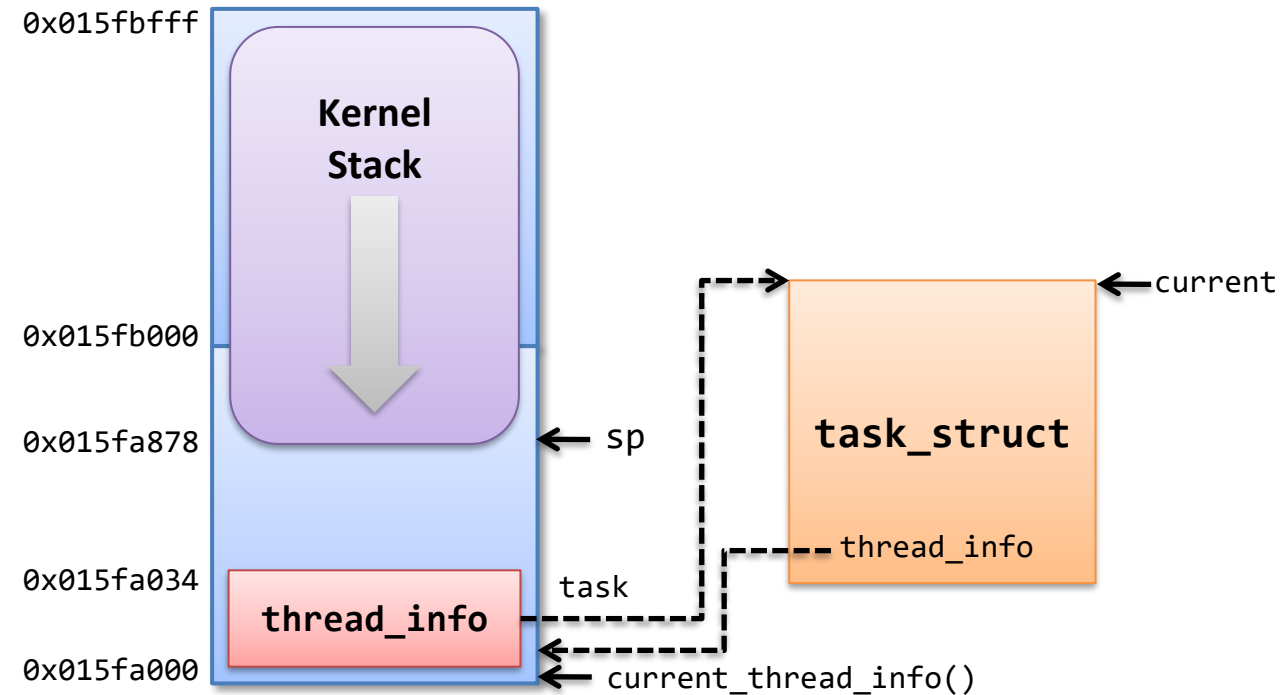 0x015fbfff
Kernel
Stack
current
0x015fb000
0x015fa878
sp
task_struct
thread_info
0x015fa034
task
thread_info
0x015fa000
current_thread_info()